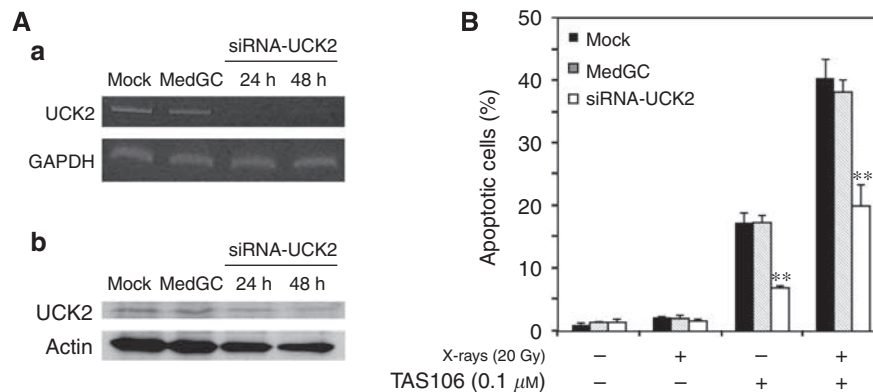 A
a
siRNA-UCK2
Mock MedGC 24 h 48 h
UCK2
GAPDH
b
siRNA-UCK2
Mock MedGC 24 h 48 h
UCK2
Actin
B
50
40
30
20
10
0
Apoptotic cells (%)
Mock
MedGC
siRNA-UCK2
**
**
X-rays (20 Gy) – + – +
TAS106 (0.1 μM) – – + +